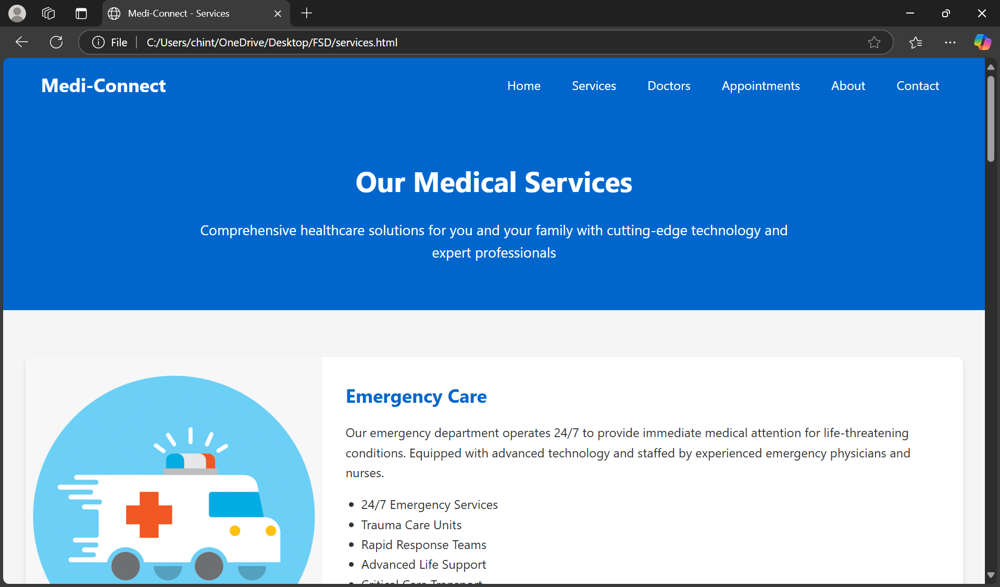 Medi-Connect - Services
File
C:/Users/chint/OneDrive/Desktop/FSD/services.html
Medi-Connect
Home
Services
Doctors
Appointments
About
Contact
Our Medical Services
Comprehensive healthcare solutions for you and your family with cutting-edge technology and
expert professionals
Emergency Care
Our emergency department operates 24/7 to provide immediate medical attention for life-threatening
conditions. Equipped with advanced technology and staffed by experienced emergency physicians and
nurses.
24/7 Emergency Services
Trauma Care Units
Rapid Response Teams
Advanced Life Support
Critical Care Transport